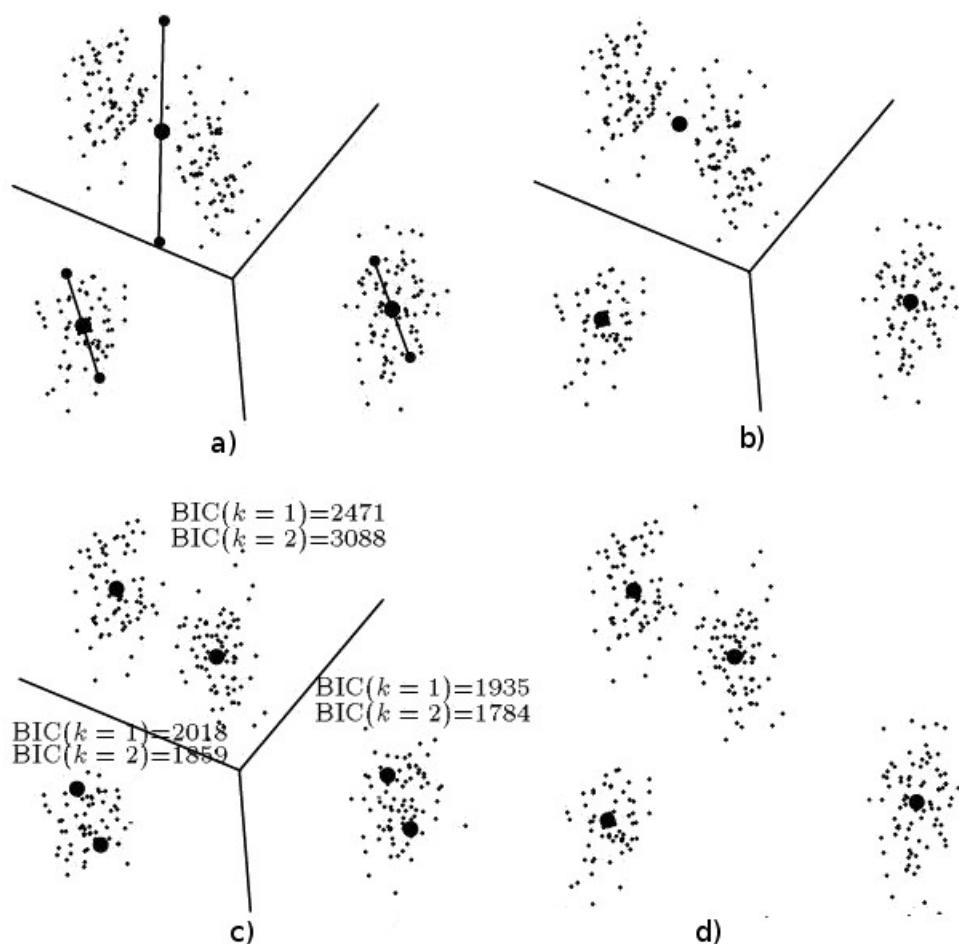 a)
b)
BIC(k = 1)=2471
BIC(k = 2)=3088
BIC(k = 1)=1935
BIC(k = 2)=1784
BIC(k = 1)=2018
BIC(k = 2)=1859
c)
d)